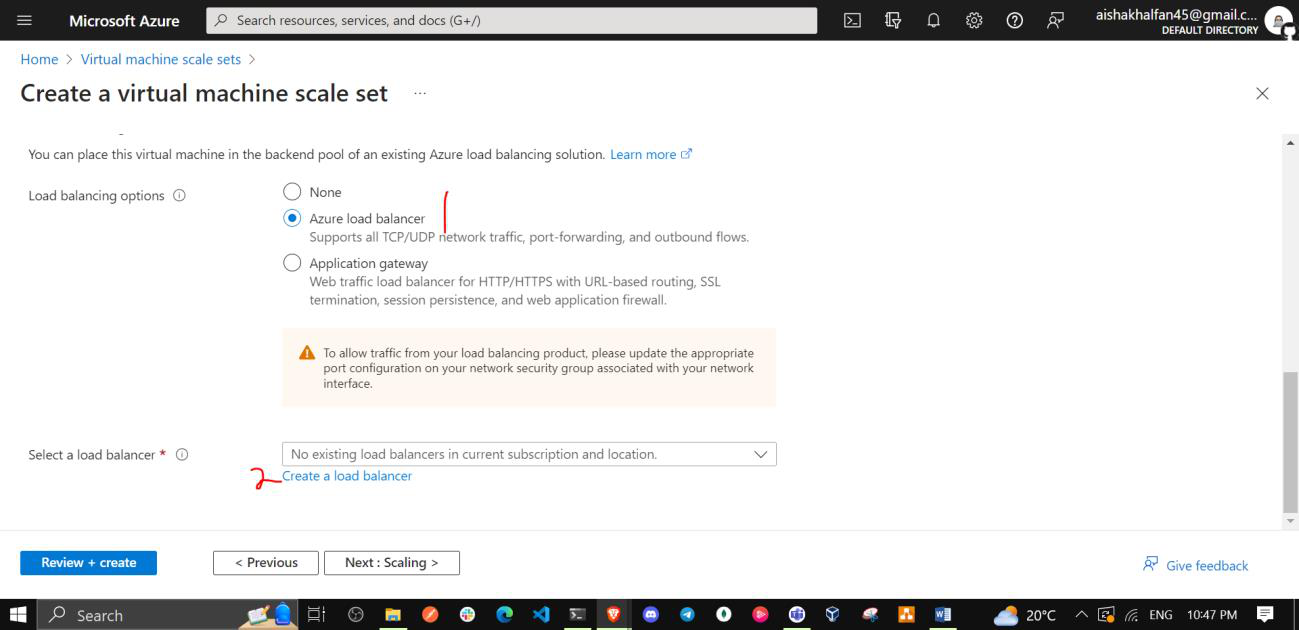 Microsoft Azure
Search resources, services, and docs (G+/)
aishakhalfan45@gmail.c...
DEFAULT DIRECTORY
Home > Virtual machine scale sets >
Create a virtual machine scale set ...
You can place this virtual machine in the backend pool of an existing Azure load balancing solution. Learn more
Load balancing options
None
1
Azure load balancer
Supports all TCP/UDP network traffic, port-forwarding, and outbound flows.
Application gateway
Web traffic load balancer for HTTP/HTTPS with URL-based routing, SSL
termination, session persistence, and web application firewall.
To allow traffic from your load balancing product, please update the appropriate
port configuration on your network security group associated with your network
interface.
Select a load balancer *
No existing load balancers in current subscription and location.
2
Create a load balancer
Review + create
< Previous
Next : Scaling >
Give feedback
Search
20°C
ENG
10:47 PM